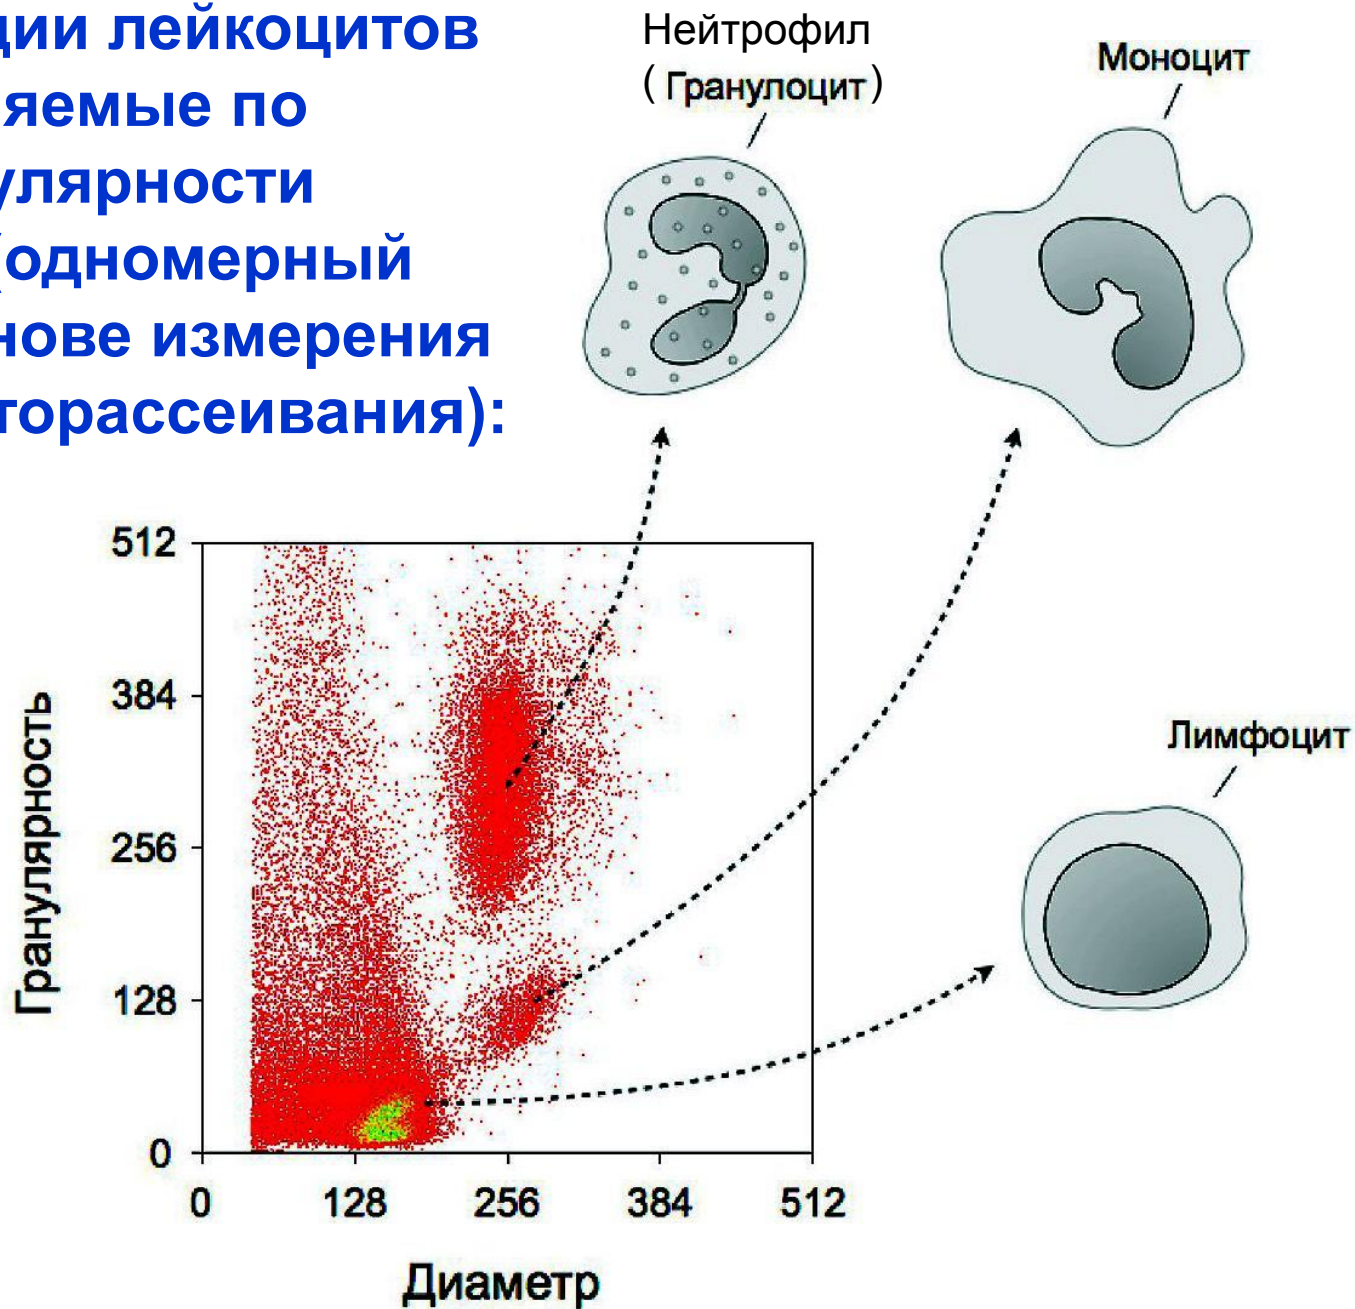 ции лейкоцитов
яемые по
улярности
(одномерный
нове измерения
торассеивания):
Нейтрофил
( Гранулоцит)
Моноцит
Лимфоцит
Гранулярность
512
384
256
128
0
0 128 256 384 512
Диаметр